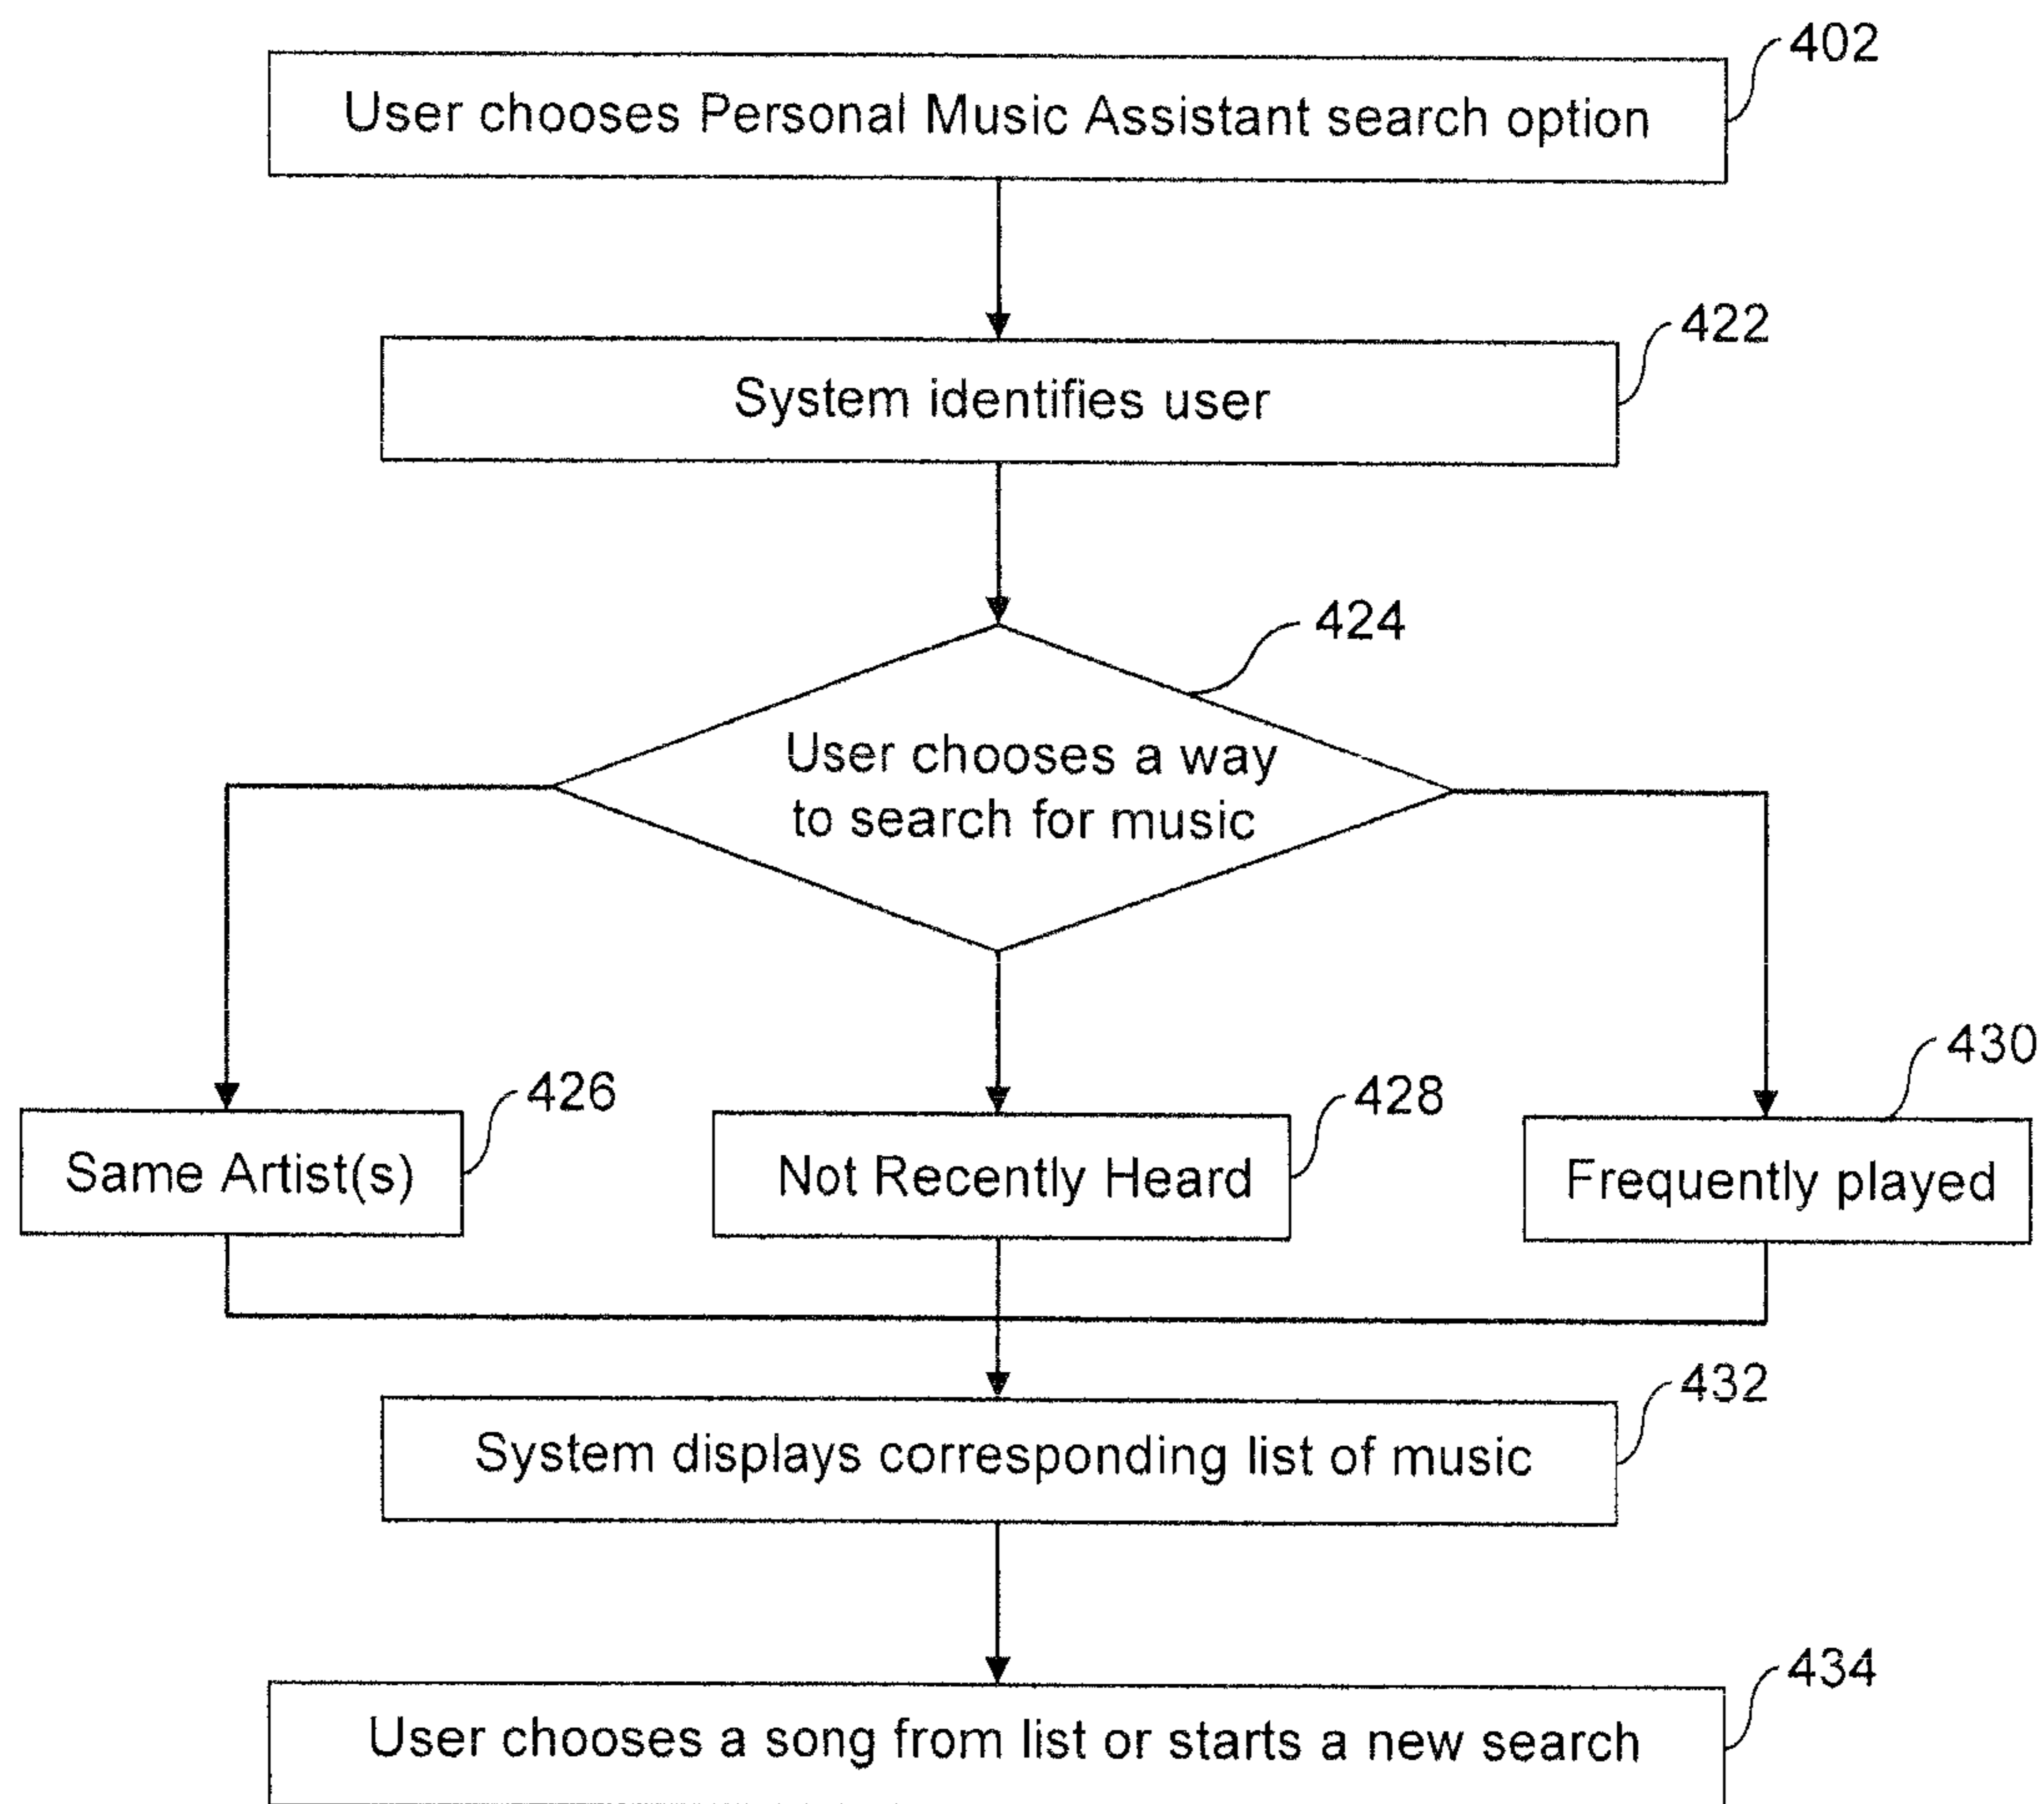 402
User chooses Personal Music Assistant search option
422
System identifies user
424
User chooses a way
to search for music
426
Same Artist(s)
428
Not Recently Heard
430
Frequently played
432
System displays corresponding list of music
434
User chooses a song from list or starts a new search